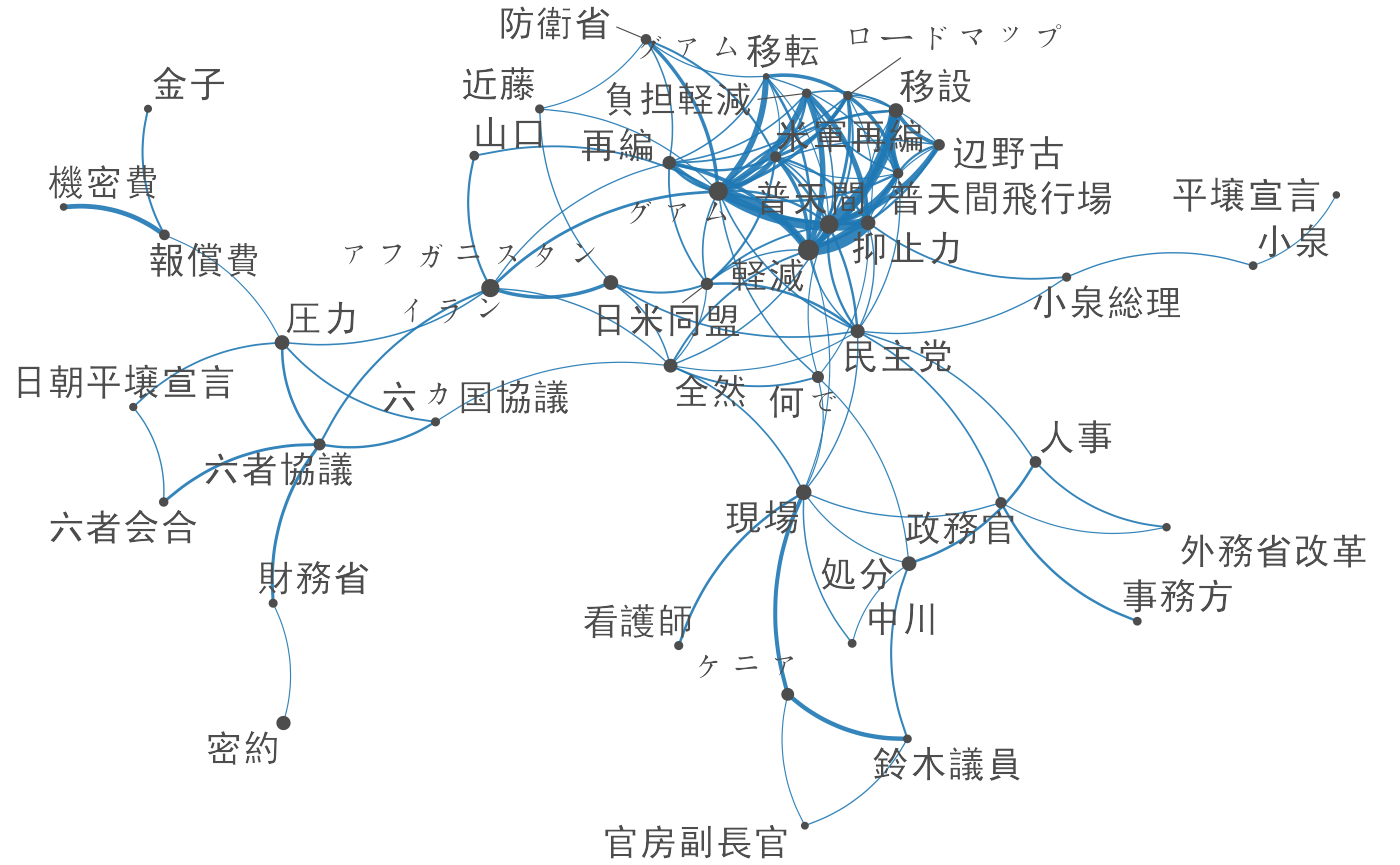 防衛省
グアム移転
ロードマップ
金子
近藤
負担軽減
移設
山口
再編
米軍再編
辺野古
機密費
普天間
普天間飛行場
平壌宣言
グアム
報償費
アフガニスタン
軽減
抑止力
小泉
イラン
圧力
日米同盟
小泉総理
日朝平壌宣言
六カ国協議
全然
何で
民主党
人事
六者協議
六者会合
現場
政務官
外務省改革
財務省
処分
事務方
看護師
中川
ケニア
密約
鈴木議員
官房副長官